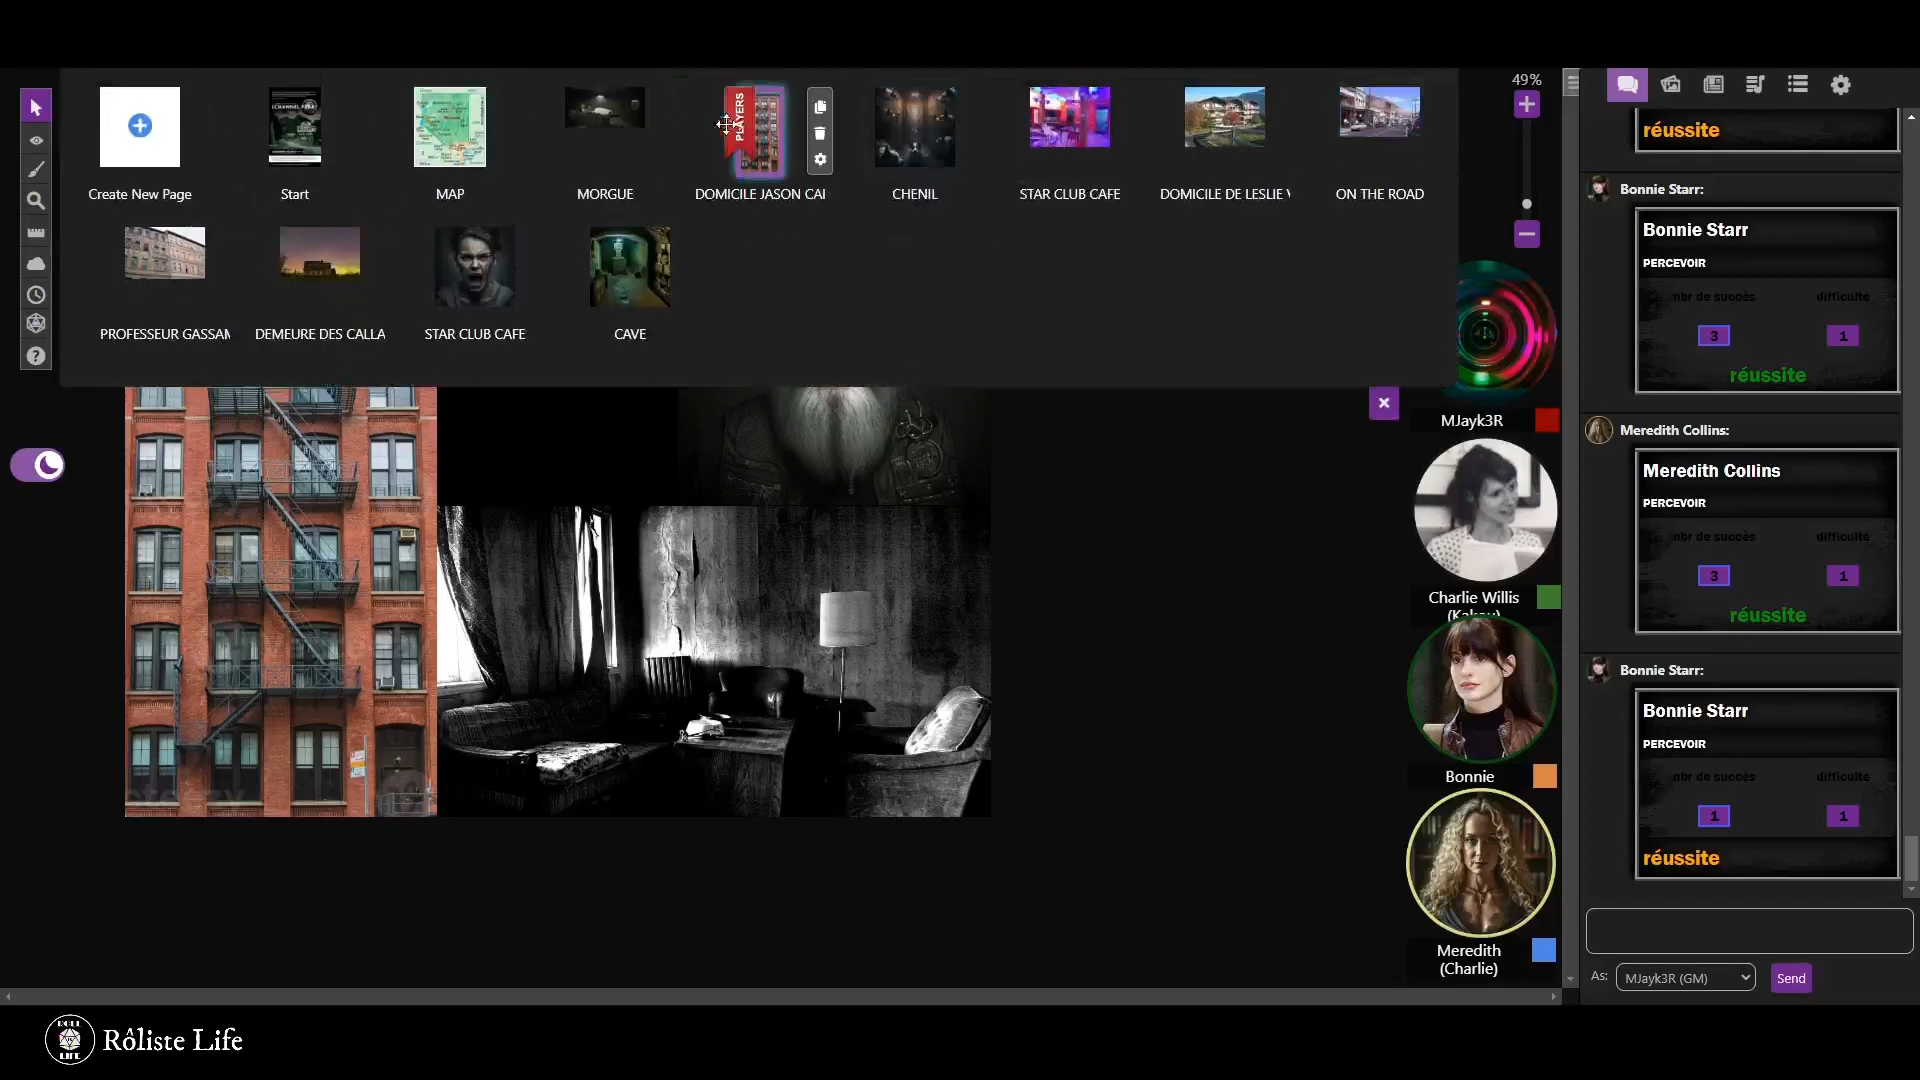 49%
PLAYERS
Create New Page
Start
MAP
MORGUE
DOMICILE JASON CAI
CHENIL
STAR CLUB CAFE
DOMICILE DE LESLIE V
ON THE ROAD
PROFESSEUR GASSAM
DEMEURE DES CALLA
STAR CLUB CAFE
CAVE
MJayk3R
Charlie Willis
Bonnie
Meredith
(Charlie)
réussite
Bonnie Starr:
Bonnie Starr
PERCEVOIR
nbr de succès difficulté
3 1
réussite
Meredith Collins:
Meredith Collins
PERCEVOIR
nbr de succès difficulté
3 1
réussite
Bonnie Starr:
Bonnie Starr
PERCEVOIR
nbr de succès difficulté
1 1
réussite
As: MJayk3R (GM) Send
ROLL
LIFE
Rôliste Life